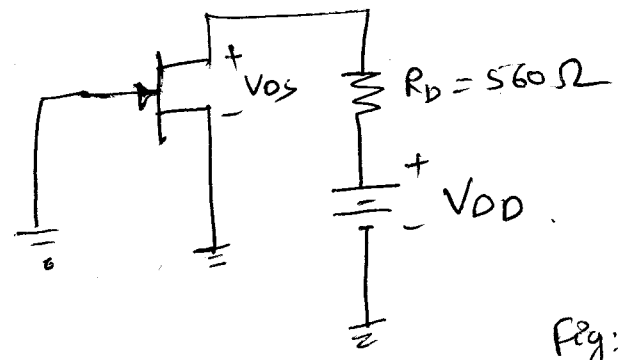 +
VDS
-
RD = 560 Ω
+
VDD
-
Fig: